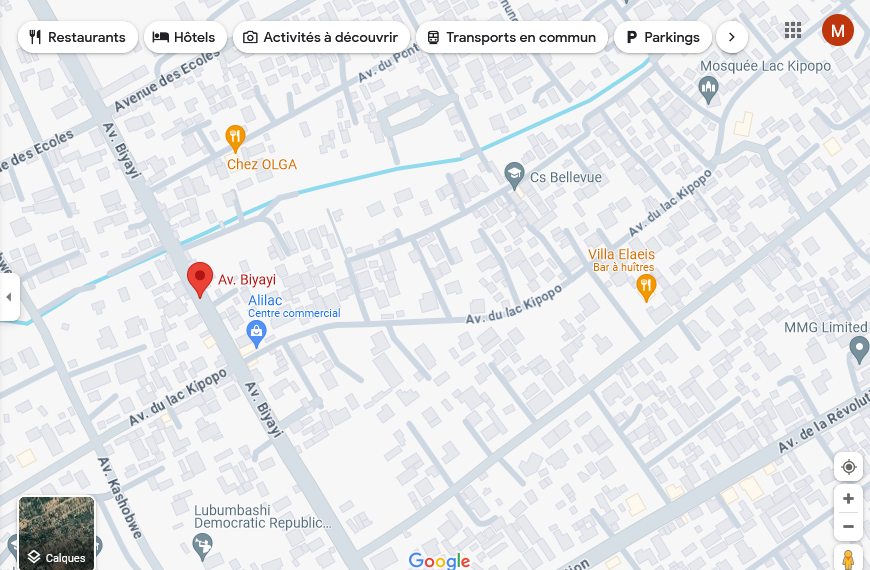 Restaurants
Hôtels
Activités à découvrir
Transports en commun
Parkings
M
Mosquée Lac Kipopo
Av. du Pont
Avenue des Ecoles
ue des Ecoles
Av. Biyayi
Chez OLGA
Cs Bellevue
Av. du lac Kipopo
Villa Elaeis
Bar à huîtres
Av. Biyayi
Alilac
Centre commercial
Av. du lac Kipopo
MMG Limited
Av. du lac Kipopo
Av. Biyayi
Av. de la Révolut
Av. Kashobwe
Lubumbashi
Democratic Republic...
Calques
Google